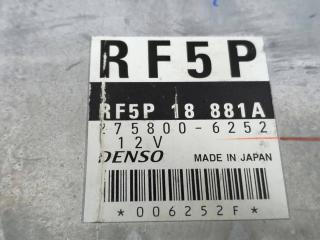 RF5P
RF5P 18 881A
275800-6252
12V
DENSO MADE IN JAPAN
*006252F*